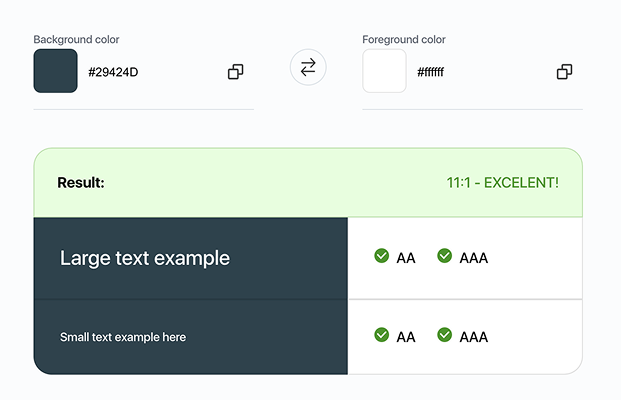 Background color
Foreground color
#29424D
#ffffff
Result:
11:1 - EXCELENT!
Large text example
AA
AAA
Small text example here
AA
AAA